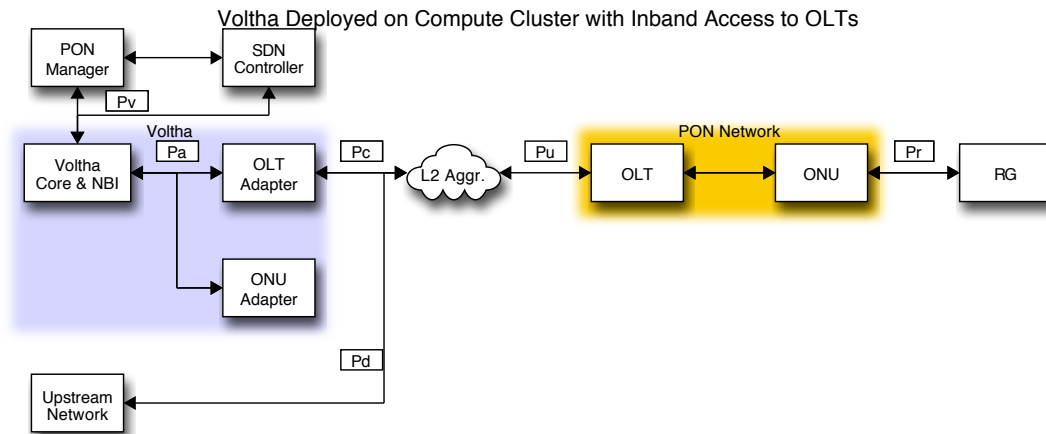 Voltha Deployed on Compute Cluster with Inband Access to OLTs
PON
Manager
SDN
Controller
Pv
Voltha
PON Network
Voltha
Core & NBI
Pa
OLT
Adapter
Pc
L2 Aggr.
Pu
OLT
ONU
Pr
RG
ONU
Adapter
Pd
Upstream
Network